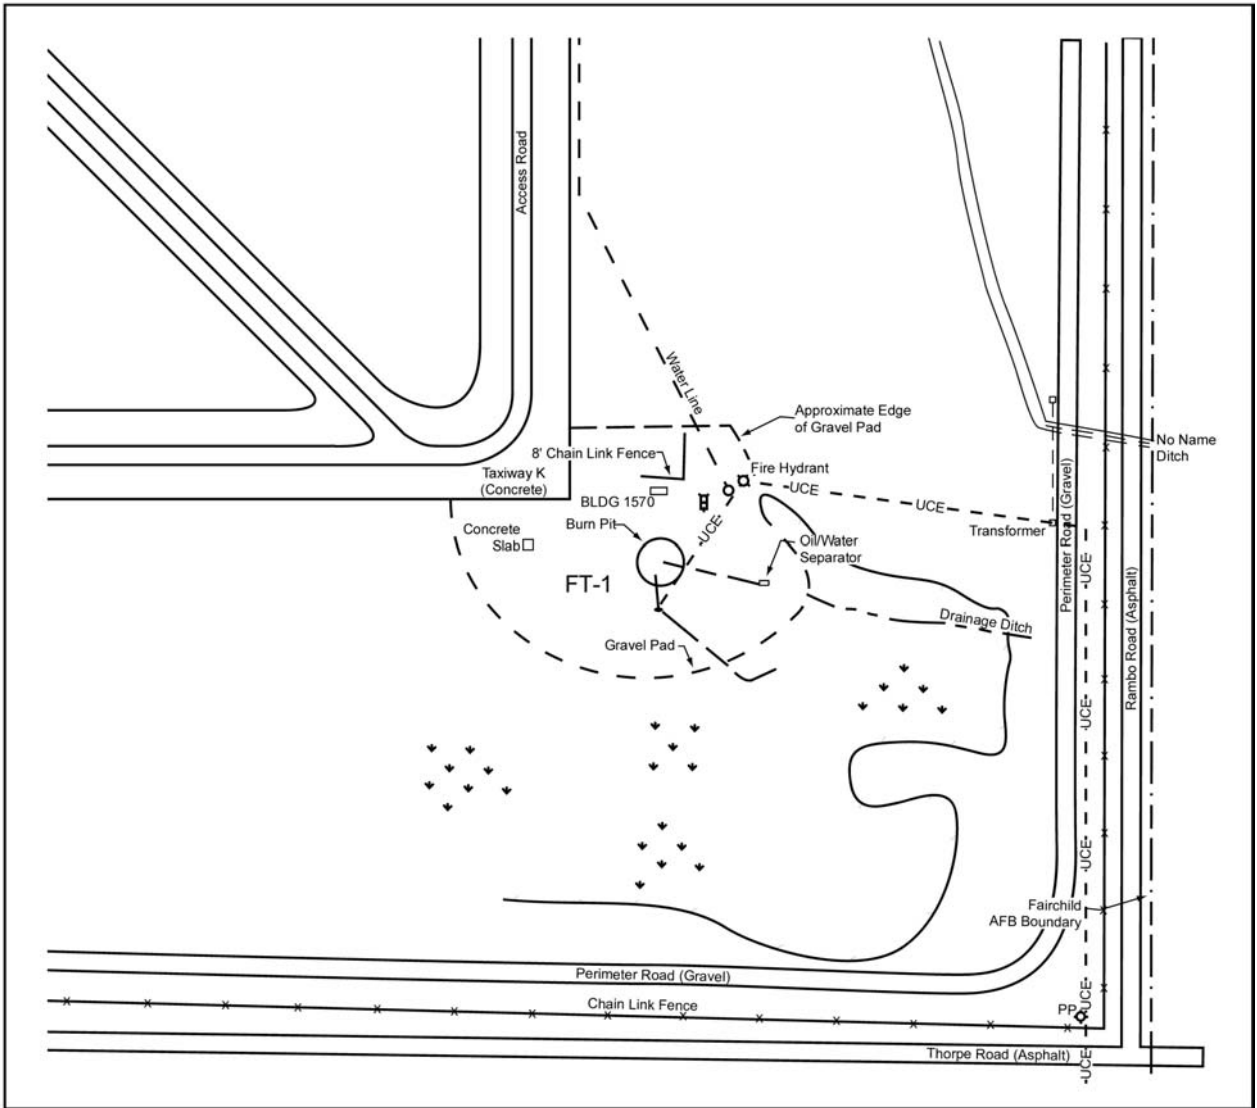 Access Road
Water Line
Approximate Edge
of Gravel Pad
No Name
Ditch
8' Chain Link Fence
Fire Hydrant
Taxiway K
(Concrete)
UCE
UCE
BLDG 1570
Burn Pit
Concrete
Slab
UCE
Oil/Water
Separator
Transformer
Perimeter Road (Gravel)
UCE
FT-1
Drainage Ditch
Gravel Pad
Rambo Road (Asphalt)
UCE
UCE
Fairchild
AFB Boundary
Perimeter Road (Gravel)
Chain Link Fence
UCE
PP
Thorpe Road (Asphalt)
UCE